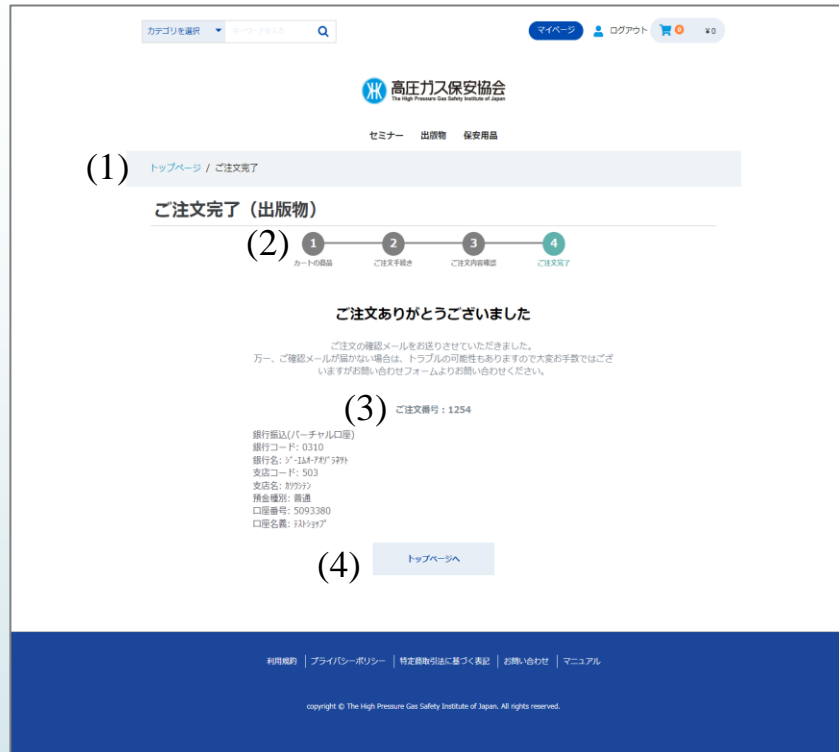 カテゴリを選択 キーワードを入力 マイページ ログアウト 0 ¥0
高圧ガス保安協会
The High Pressure Gas Safety Institute of Japan
セミナー 出版物 保安用品
(1) トップページ / ご注文完了
ご注文完了（出版物）
(2) 1 2 3 4
カートの商品 ご注文手続き ご注文内容確認 ご注文完了
ご注文ありがとうございました
ご注文の確認メールをお送りさせていただきました。
万一、ご確認メールが届かない場合は、トラブルの可能性もありますので大変お手数ではござ
いますがお問い合わせフォームよりお問い合わせください。
(3) ご注文番号：1254
銀行振込(バーチャル口座)
銀行コード: 0310
銀行名: ｼﾞｰｴﾑｵｰｱｵｿﾞﾗﾈﾂﾄ
支店コード: 503
支店名: ｶﾘﾕｳｼﾃﾝ
預金種別: 普通
口座番号: 5093380
口座名義: ﾃｽﾄｼﾖﾂﾌﾟ
(4) トップページへ
利用規約 プライバシーポリシー 特定商取引法に基づく表記 お問い合わせ マニュアル
copyright © The High Pressure Gas Safety Institute of Japan. All rights reserved.